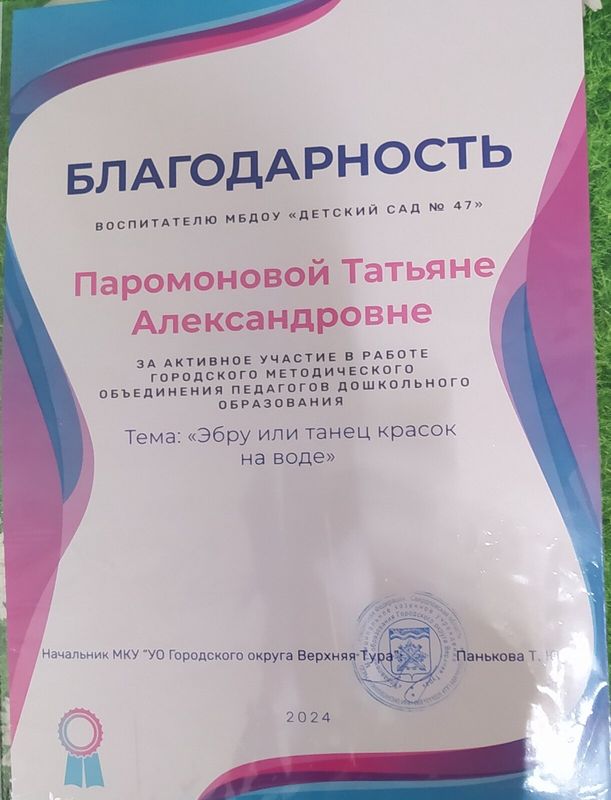 БЛАГОДАРНОСТЬ
ВОСПИТАТЕЛЮ МБДОУ «ДЕТСКИЙ САД № 47»
Паромоновой Татьяне
Александровне
ЗА АКТИВНОЕ УЧАСТИЕ В РАБОТЕ
ГОРОДСКОГО МЕТОДИЧЕСКОГО
ОБЪЕДИНЕНИЯ ПЕДАГОГОВ ДОШКОЛЬНОГО
ОБРАЗОВАНИЯ
Тема: «Эбру или танец красок
на воде»
Начальник МКУ "УО Городского округа Верхняя Тура" Панькова Т.
2024